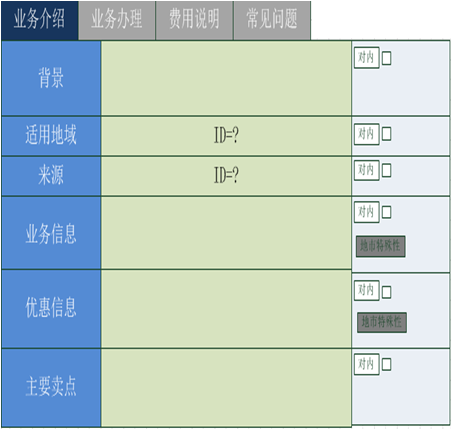 业务介绍 业务办理 费用说明 常见问题
背景 对内
适用地域 ID=? 对内
来源 ID=? 对内
业务信息 对内
地市特殊性
优惠信息 对内
地市特殊性
主要卖点 对内